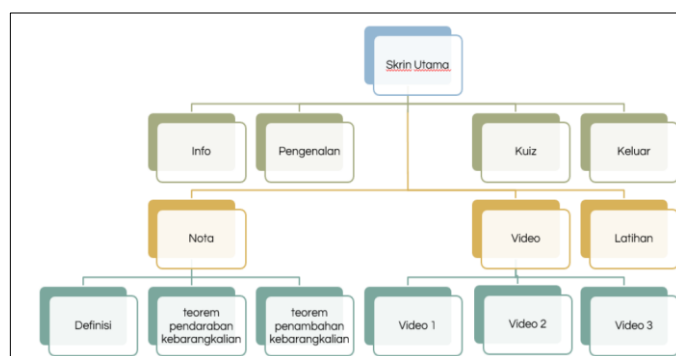 Skrin Utama
Info
Pengenalan
Kuiz
Keluar
Nota
Video
Latihan
Definisi
teorem
pendaraban
kebarangkalian
teorem
penambahan
kebarangkalian
Video 1
Video 2
Video 3